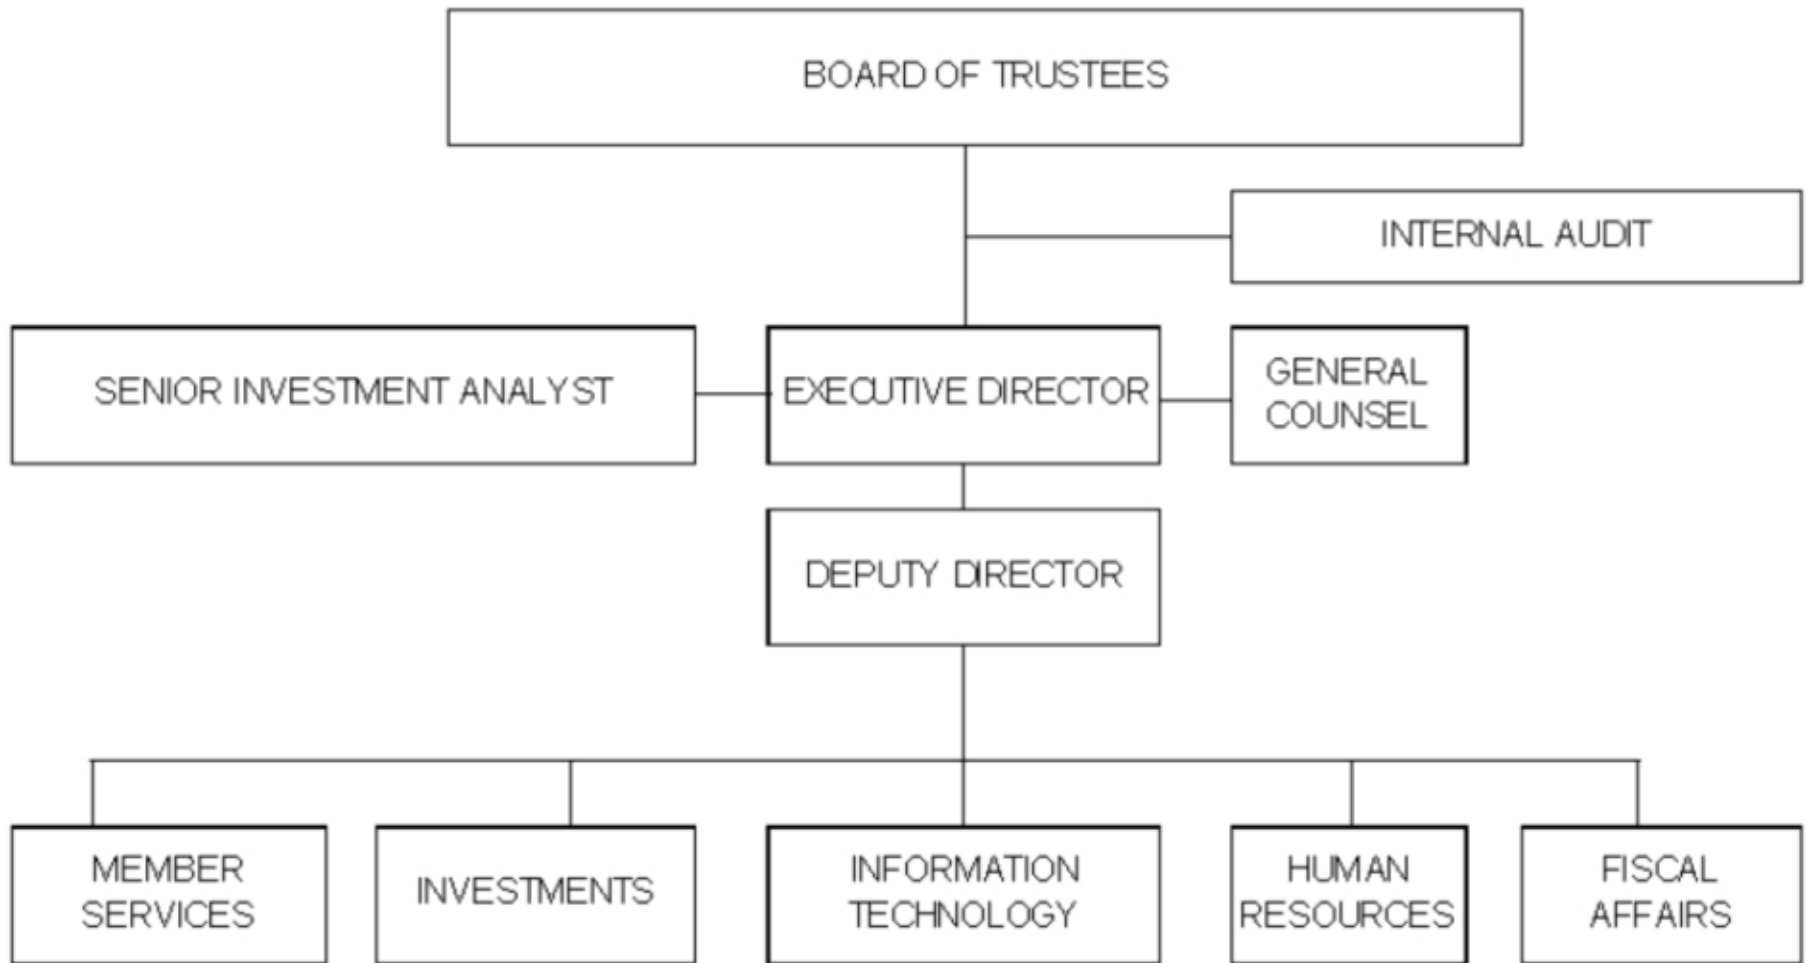 BOARD OF TRUSTEES
INTERNAL AUDIT
SENIOR INVESTMENT ANALYST
EXECUTIVE DIRECTOR
GENERAL
COUNSEL
DEPUTY DIRECTOR
MEMBER
SERVICES
INVESTMENTS
INFORMATION
TECHNOLOGY
HUMAN
RESOURCES
FISCAL
AFFAIRS